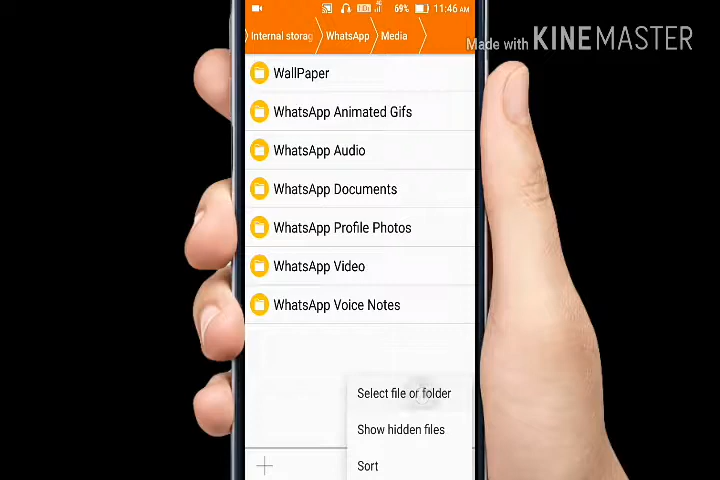 69% 11:46 AM
Internal storag WhatsApp Media
Made with KINEMASTER
WallPaper
WhatsApp Animated Gifs
WhatsApp Audio
WhatsApp Documents
WhatsApp Profile Photos
WhatsApp Video
WhatsApp Voice Notes
Select file or folder
Show hidden files
Sort